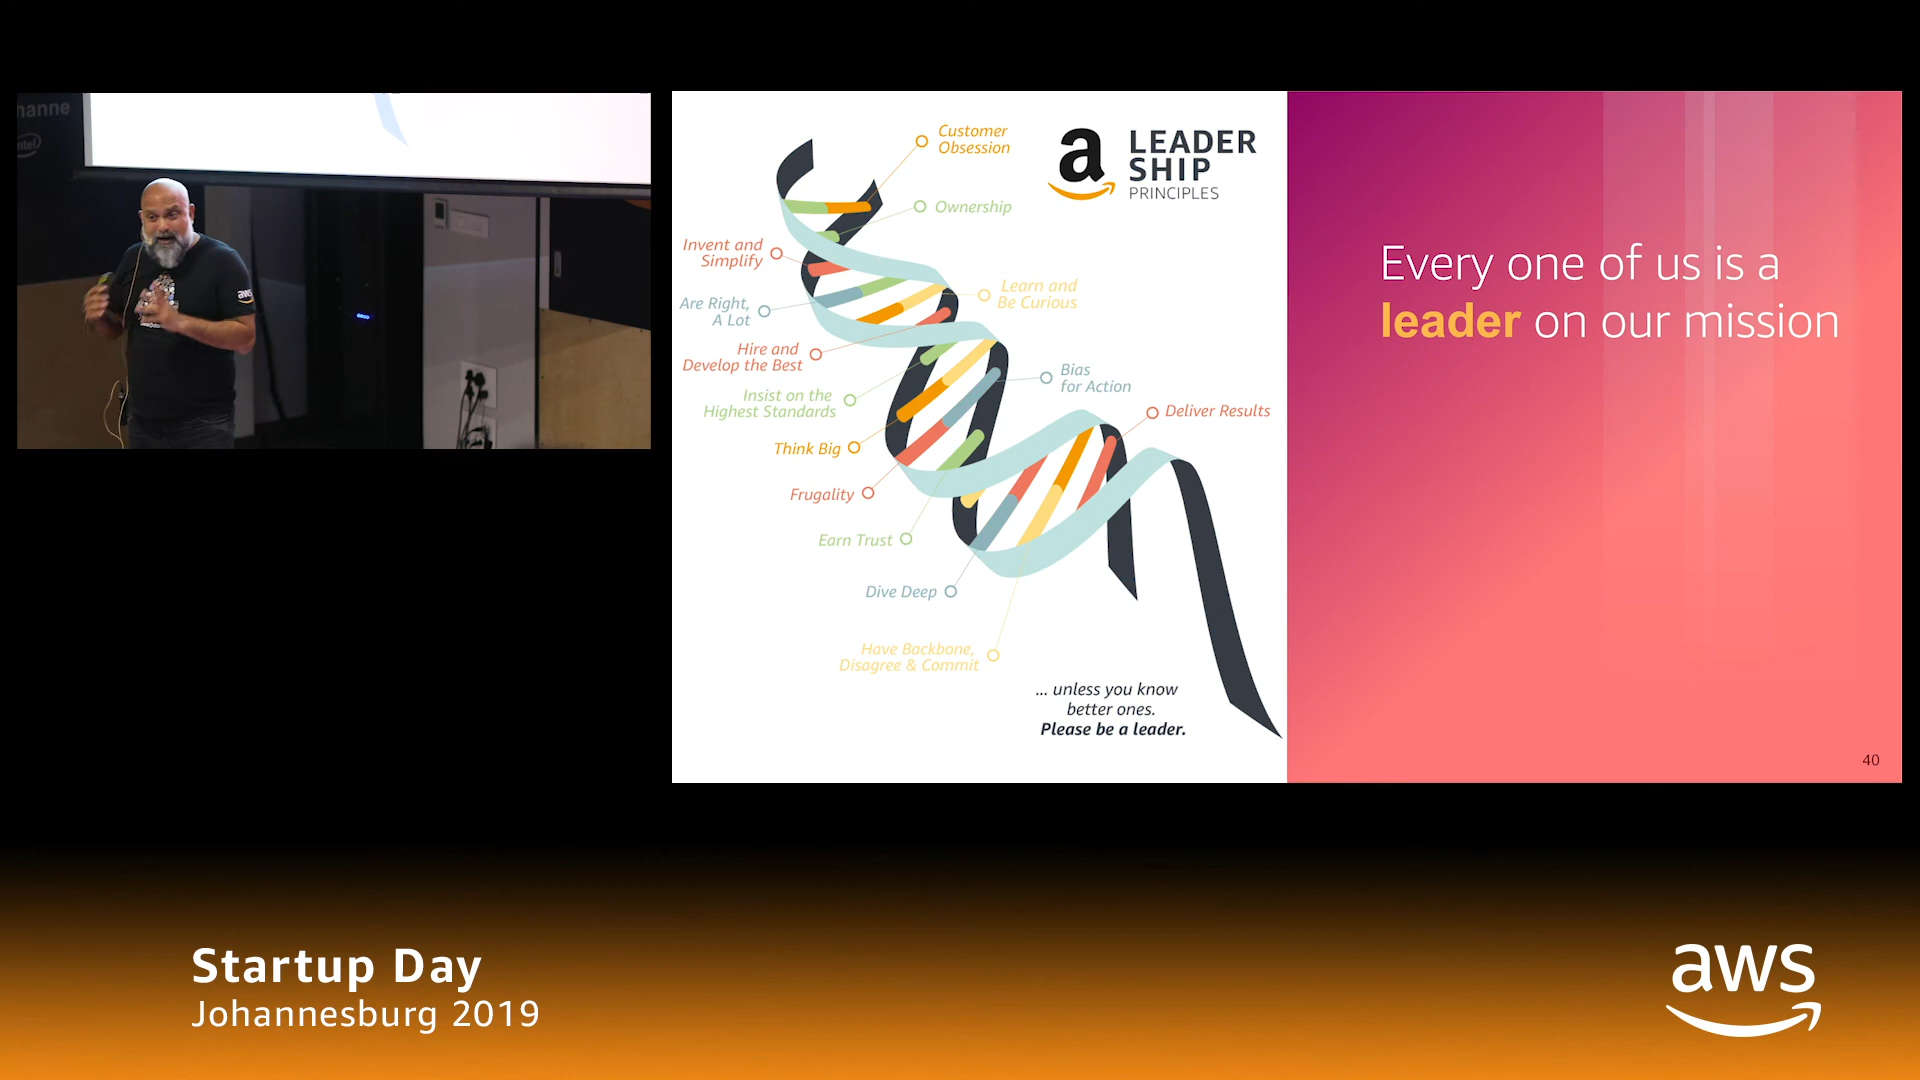 Customer
Obsession
a
LEADER
SHIP
PRINCIPLES
Ownership
Invent and
Simplify
Learn and
Be Curious
Are Right,
A Lot
Hire and
Develop the Best
Bias
for Action
Insist on the
Highest Standards
Deliver Results
Think Big
Frugality
Earn Trust
Dive Deep
Have Backbone,
Disagree & Commit
... unless you know
better ones.
Please be a leader.
Every one of us is a
leader on our mission
40
aws
Startup Day
Johannesburg 2019
aws